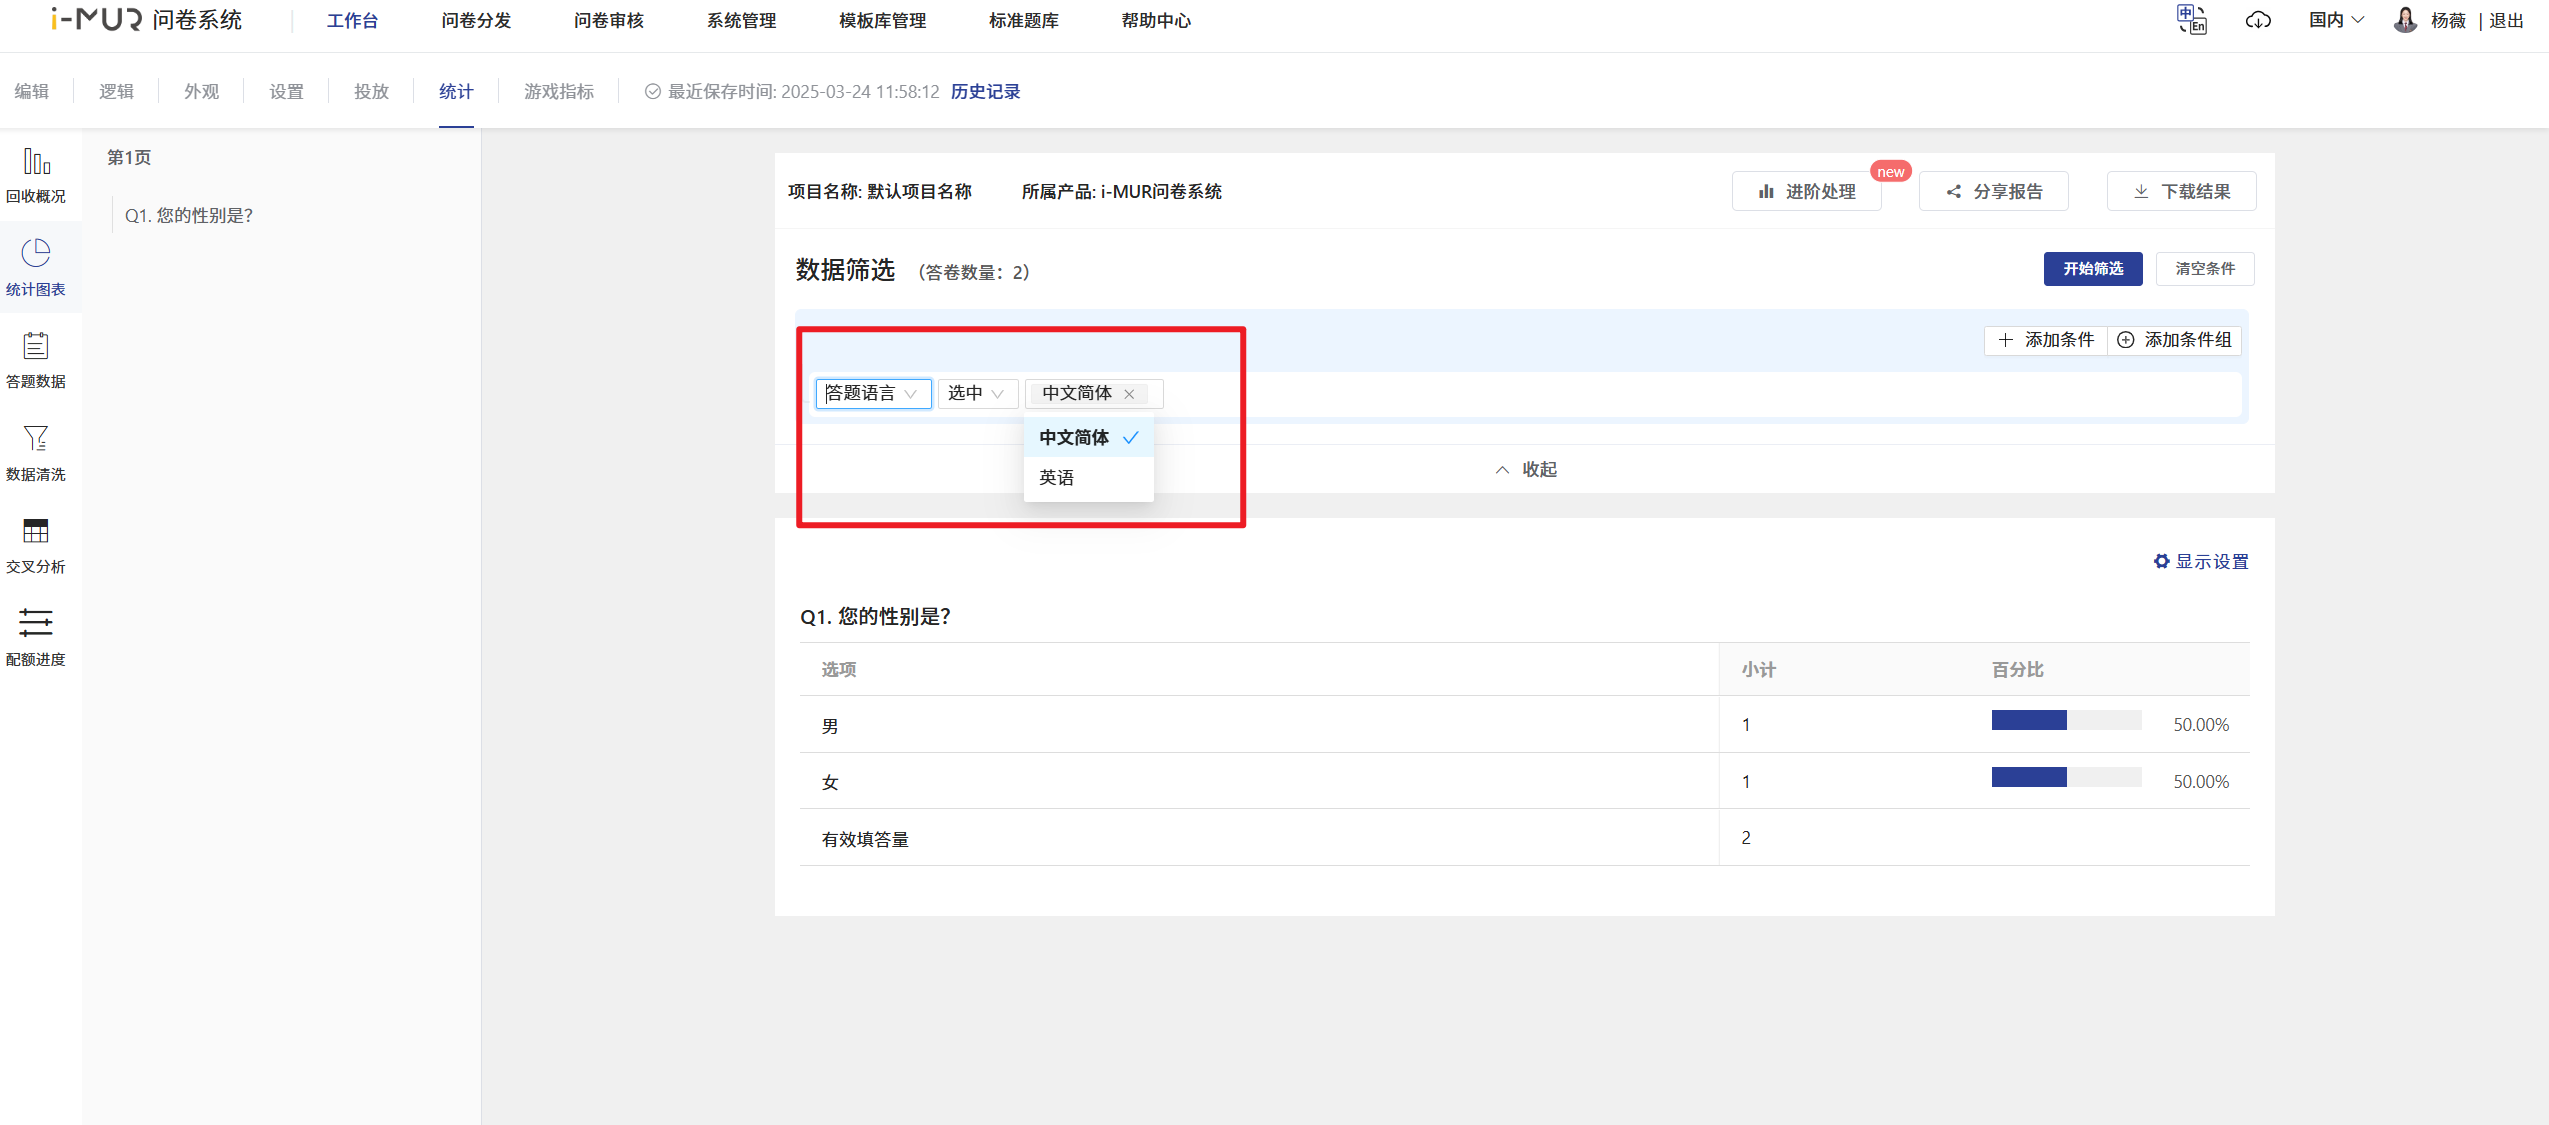 i-MUR 问卷系统 工作台 问卷分发 问卷审核 系统管理 模板库管理 标准题库 帮助中心 中 En 国内 杨薇 | 退出
编辑 逻辑 外观 设置 投放 统计 游戏指标 最近保存时间: 2025-03-24 11:58:12 历史记录
回收概况
统计图表
答题数据
数据清洗
交叉分析
配额进度
第1页
Q1. 您的性别是?
项目名称: 默认项目名称 所属产品: i-MUR问卷系统 进阶处理 new 分享报告 下载结果
数据筛选 （答卷数量：2） 开始筛选 清空条件
添加条件 添加条件组
答题语言 选中 中文简体 ×
中文简体
英语
收起
显示设置
Q1. 您的性别是?
选项 小计 百分比
男 1 50.00%
女 1 50.00%
有效填答量 2